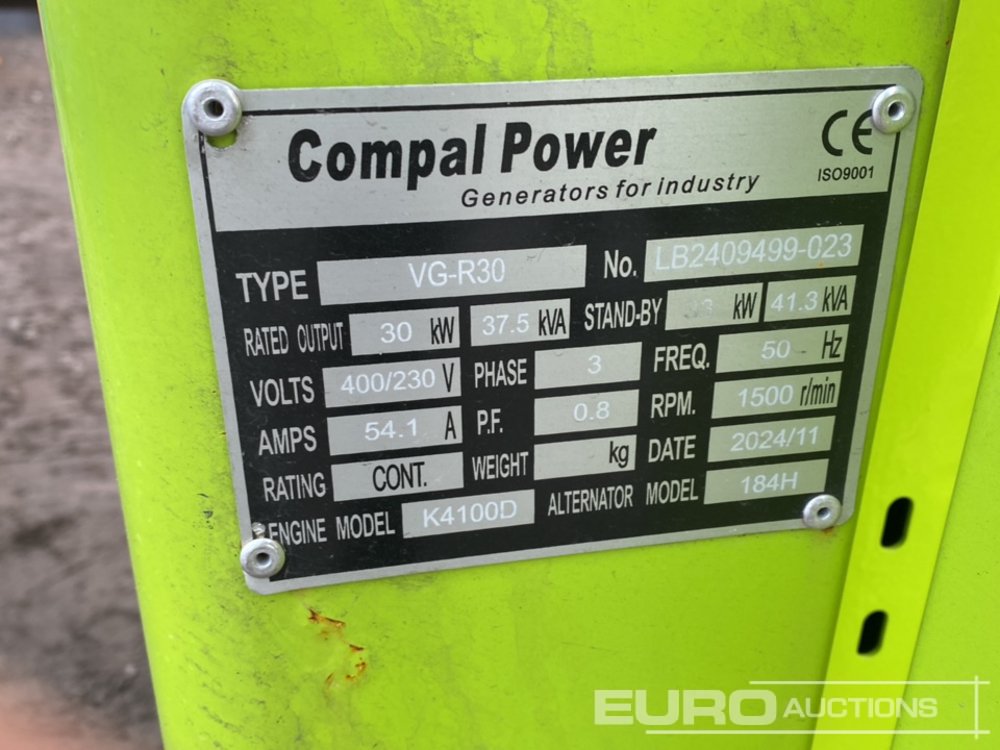 Compal Power
CE
Generators for industry
ISO9001
TYPE VG-R30 No. LB2409499-023
RATED OUTPUT 30 kW 37.5 kVA STAND-BY 33 kW 41.3 kVA
VOLTS 400/230 V PHASE 3 FREQ. 50 Hz
AMPS 54.1 A P.F. 0.8 RPM. 1500 r/min
RATING CONT. WEIGHT kg DATE 2024/11
ENGINE MODEL K4100D ALTERNATOR MODEL 184H
EURO AUCTIONS